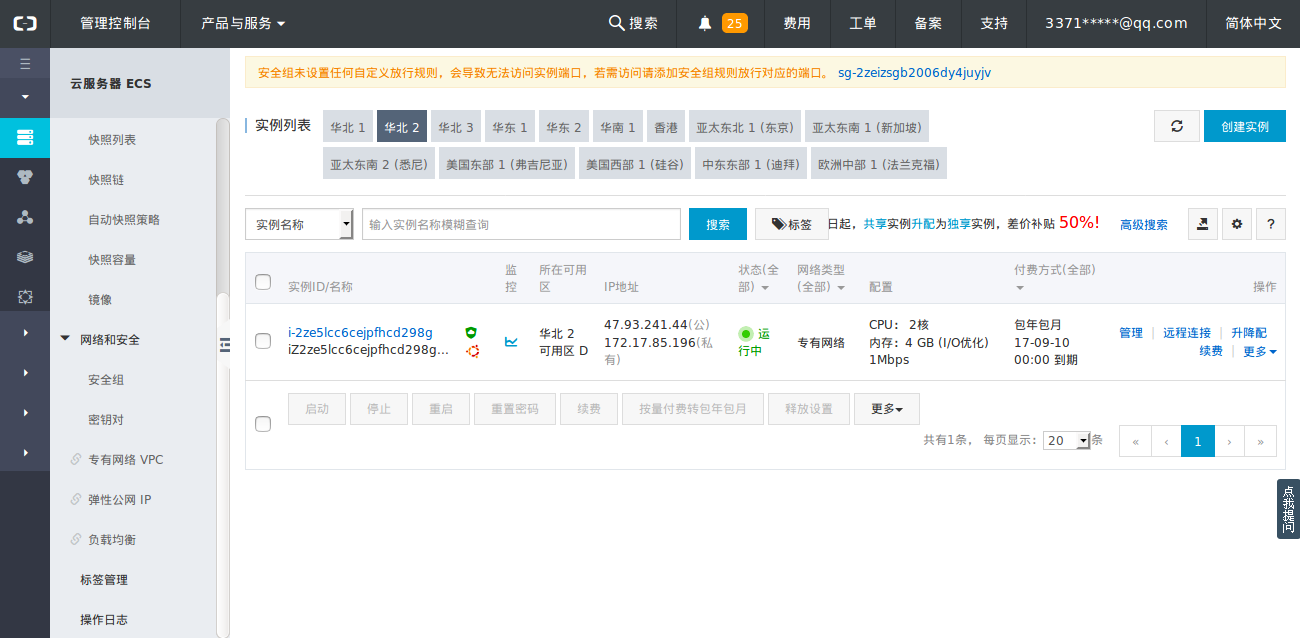 管理控制台 产品与服务 搜索 25 费用 工单 备案 支持 3371*****@qq.com 简体中文
云服务器 ECS
快照列表
快照链
自动快照策略
快照容量
镜像
网络和安全
安全组
密钥对
专有网络 VPC
弹性公网 IP
负载均衡
标签管理
操作日志
安全组未设置任何自定义放行规则，会导致无法访问实例端口，若需访问请添加安全组规则放行对应的端口。 sg-2zeizsgb2006dy4juyjv
实例列表 华北 1 华北 2 华北 3 华东 1 华东 2 华南 1 香港 亚太东北 1 (东京) 亚太东南 1 (新加坡) 创建实例
亚太东南 2 (悉尼) 美国东部 1 (弗吉尼亚) 美国西部 1 (硅谷) 中东东部 1 (迪拜) 欧洲中部 1 (法兰克福)
实例名称 输入实例名称模糊查询 搜索 标签 日起，共享实例升配为独享实例，差价补贴 50%! 高级搜索 ?
实例ID/名称
监
控
所在可用
区
IP地址
状态(全
部)
网络类型
(全部)
配置
付费方式(全部)
操作
i-2ze5lcc6cejpfhcd298g
iZ2ze5lcc6cejpfhcd298g...
华北 2
可用区 D
47.93.241.44(公)
172.17.85.196(私
有)
运
行中
专有网络
CPU： 2核
内存： 4 GB (I/O优化)
1Mbps
包年包月
17-09-10
00:00 到期
管理 | 远程连接 | 升降配
续费 | 更多
启动 停止 重启 重置密码 续费 按量付费转包年包月 释放设置 更多
共有1条， 每页显示： 20 条 « ‹ 1 › »
点我提问